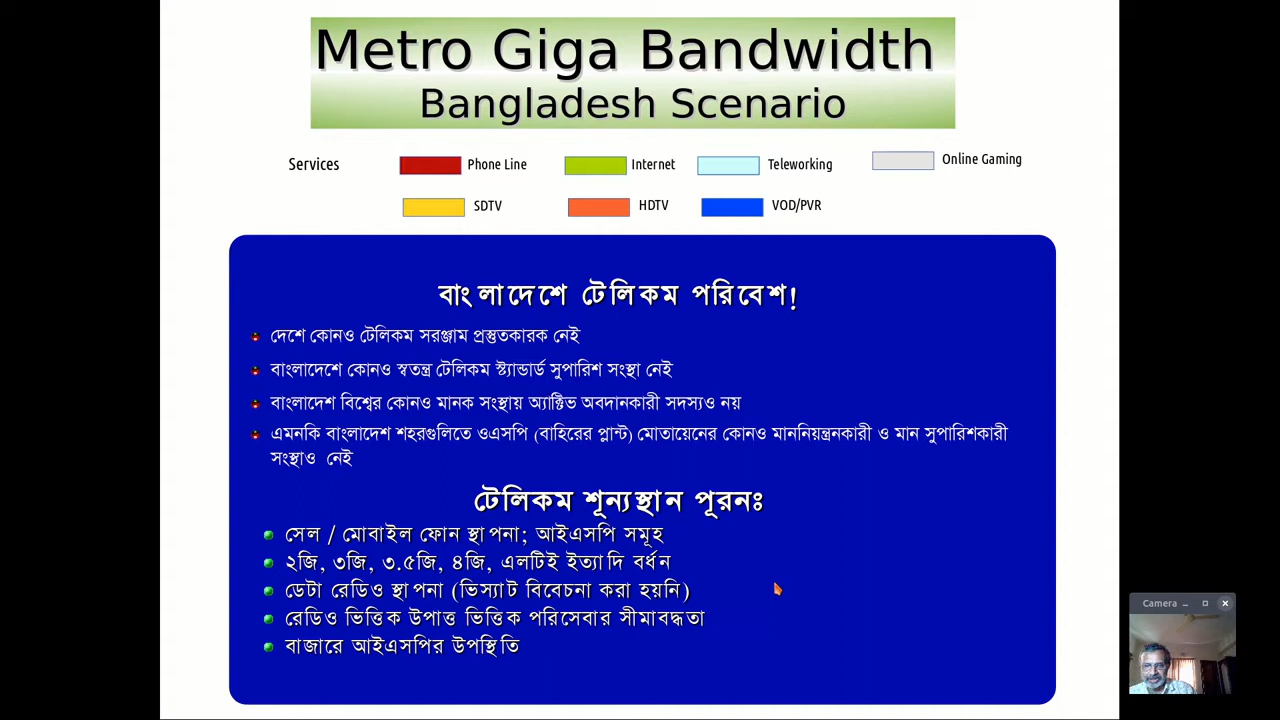 Metro Giga Bandwidth
Bangladesh Scenario
Services Phone Line Internet Teleworking Online Gaming
SDTV HDTV VOD/PVR
বাংলাদেশে টেলিকম পরিবেশ!
দেশে কোনও টেলিকম সরঞ্জাম প্রস্তুতকারক নেই
বাংলাদেশে কোনও স্বতন্ত্র টেলিকম স্ট্যান্ডার্ড সুপারিশ সংস্থা নেই
বাংলাদেশ বিশ্বের কোনও মানক সংস্থায় অ্যাক্টিভ অবদানকারী সদস্যও নয়
এমনকি বাংলাদেশ শহরগুলিতে ওএসপি (বাহিরের প্লান্ট) মোতায়েনের কোনও মাননিয়ন্ত্রনকারী ও মান সুপারিশকারী
সংস্থাও নেই
টেলিকম শূন্যস্থান পূরনঃ
সেল / মোবাইল ফোন স্থাপনা; আইএসপি সমূহ
২জি, ৩জি, ৩.৫জি, ৪জি, এলটিই ইত্যাদি বর্ধন
ডেটা রেডিও স্থাপনা (ভিস্যাট বিবেচনা করা হয়নি)
রেডিও ভিত্তিক উপাত্ত ভিত্তিক পরিসেবার সীমাবদ্ধতা
বাজারে আইএসপির উপস্থিতি
Camera